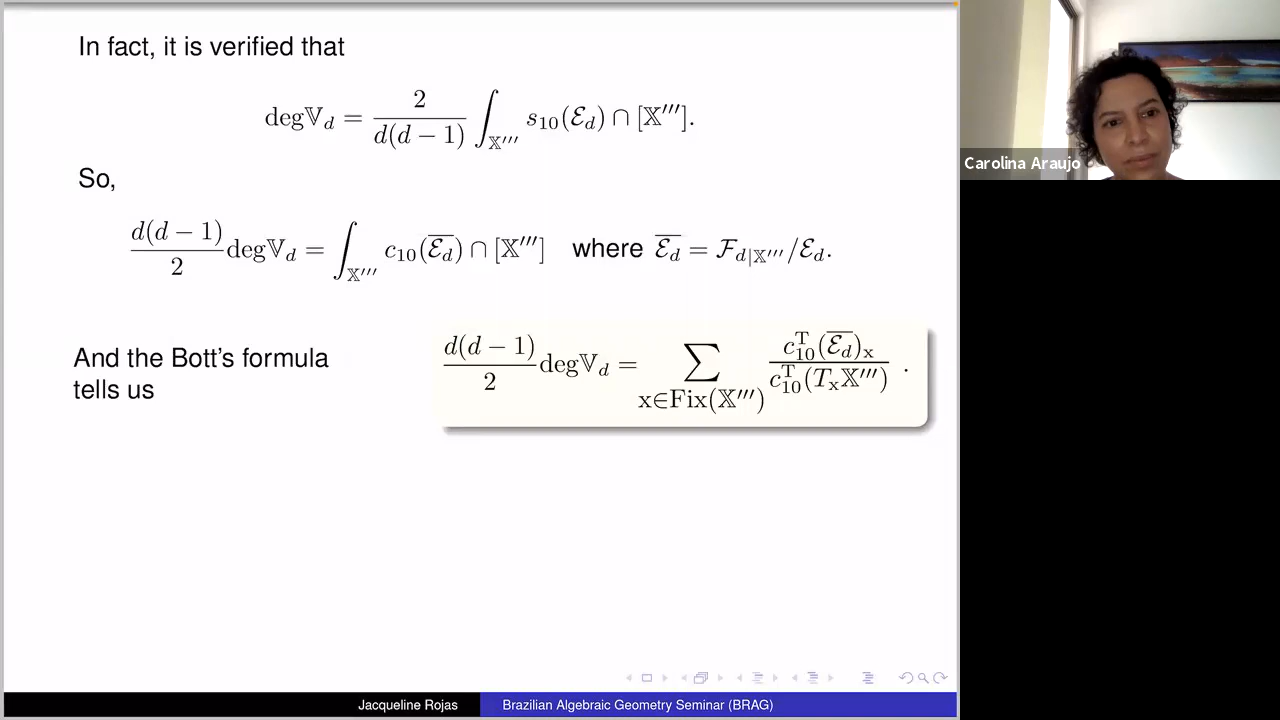 In fact, it is verified that
deg𝕍_d = 2/d(d − 1) ∫_𝕏′′′ s_10(ℰ_d) ∩ [𝕏′′′].
So,
d(d − 1)/2 deg𝕍_d = ∫_𝕏′′′ c_10(\overline{ℰ_d}) ∩ [𝕏′′′] where \overline{ℰ_d} = ℱ_{d|𝕏′′′}/ℰ_d.
And the Bott's formula
tells us
d(d − 1)/2 deg𝕍_d = ∑_{x∈Fix(𝕏′′′)} c^T_10(\overline{ℰ_d})_x / c^T_10(T_x𝕏′′′) .
Jacqueline Rojas
Brazilian Algebraic Geometry Seminar (BRAG)
Carolina Araujo